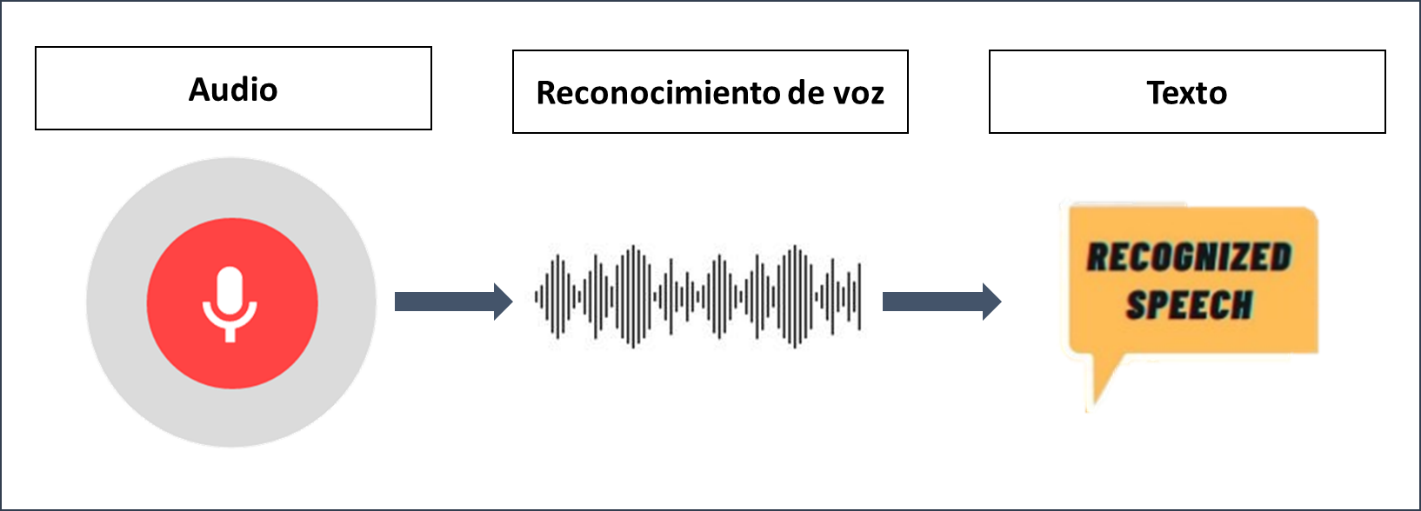 Audio
Reconocimiento de voz
Texto
RECOGNIZED
SPEECH